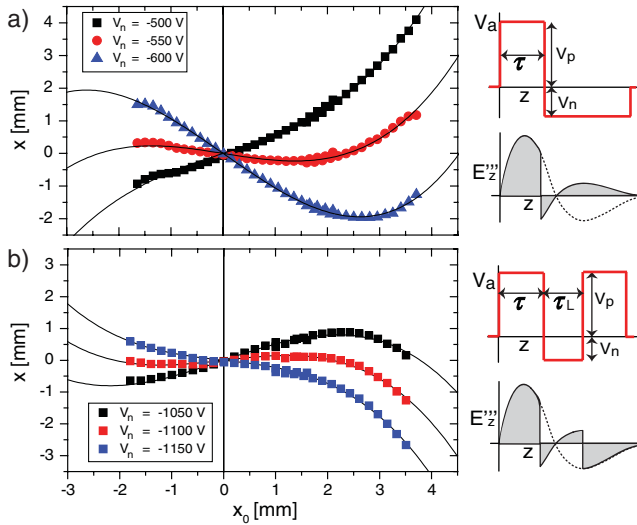 a)
x [mm]
4
3
2
1
0
-1
2
V_n = -500 V
V_n = -550 V
V_n = -600 V
V_a
τ
V_p
z
V_n
E_z'''
z
b)
x [mm]
3
2
1
0
-1
-2
-3
V_n = -1050 V
V_n = -1100 V
V_n = -1150 V
-3 -2 -1 0 1 2 3 4
x_0 [mm]
V_a
τ
τ_L
V_p
z
V_n
E_z'''
z